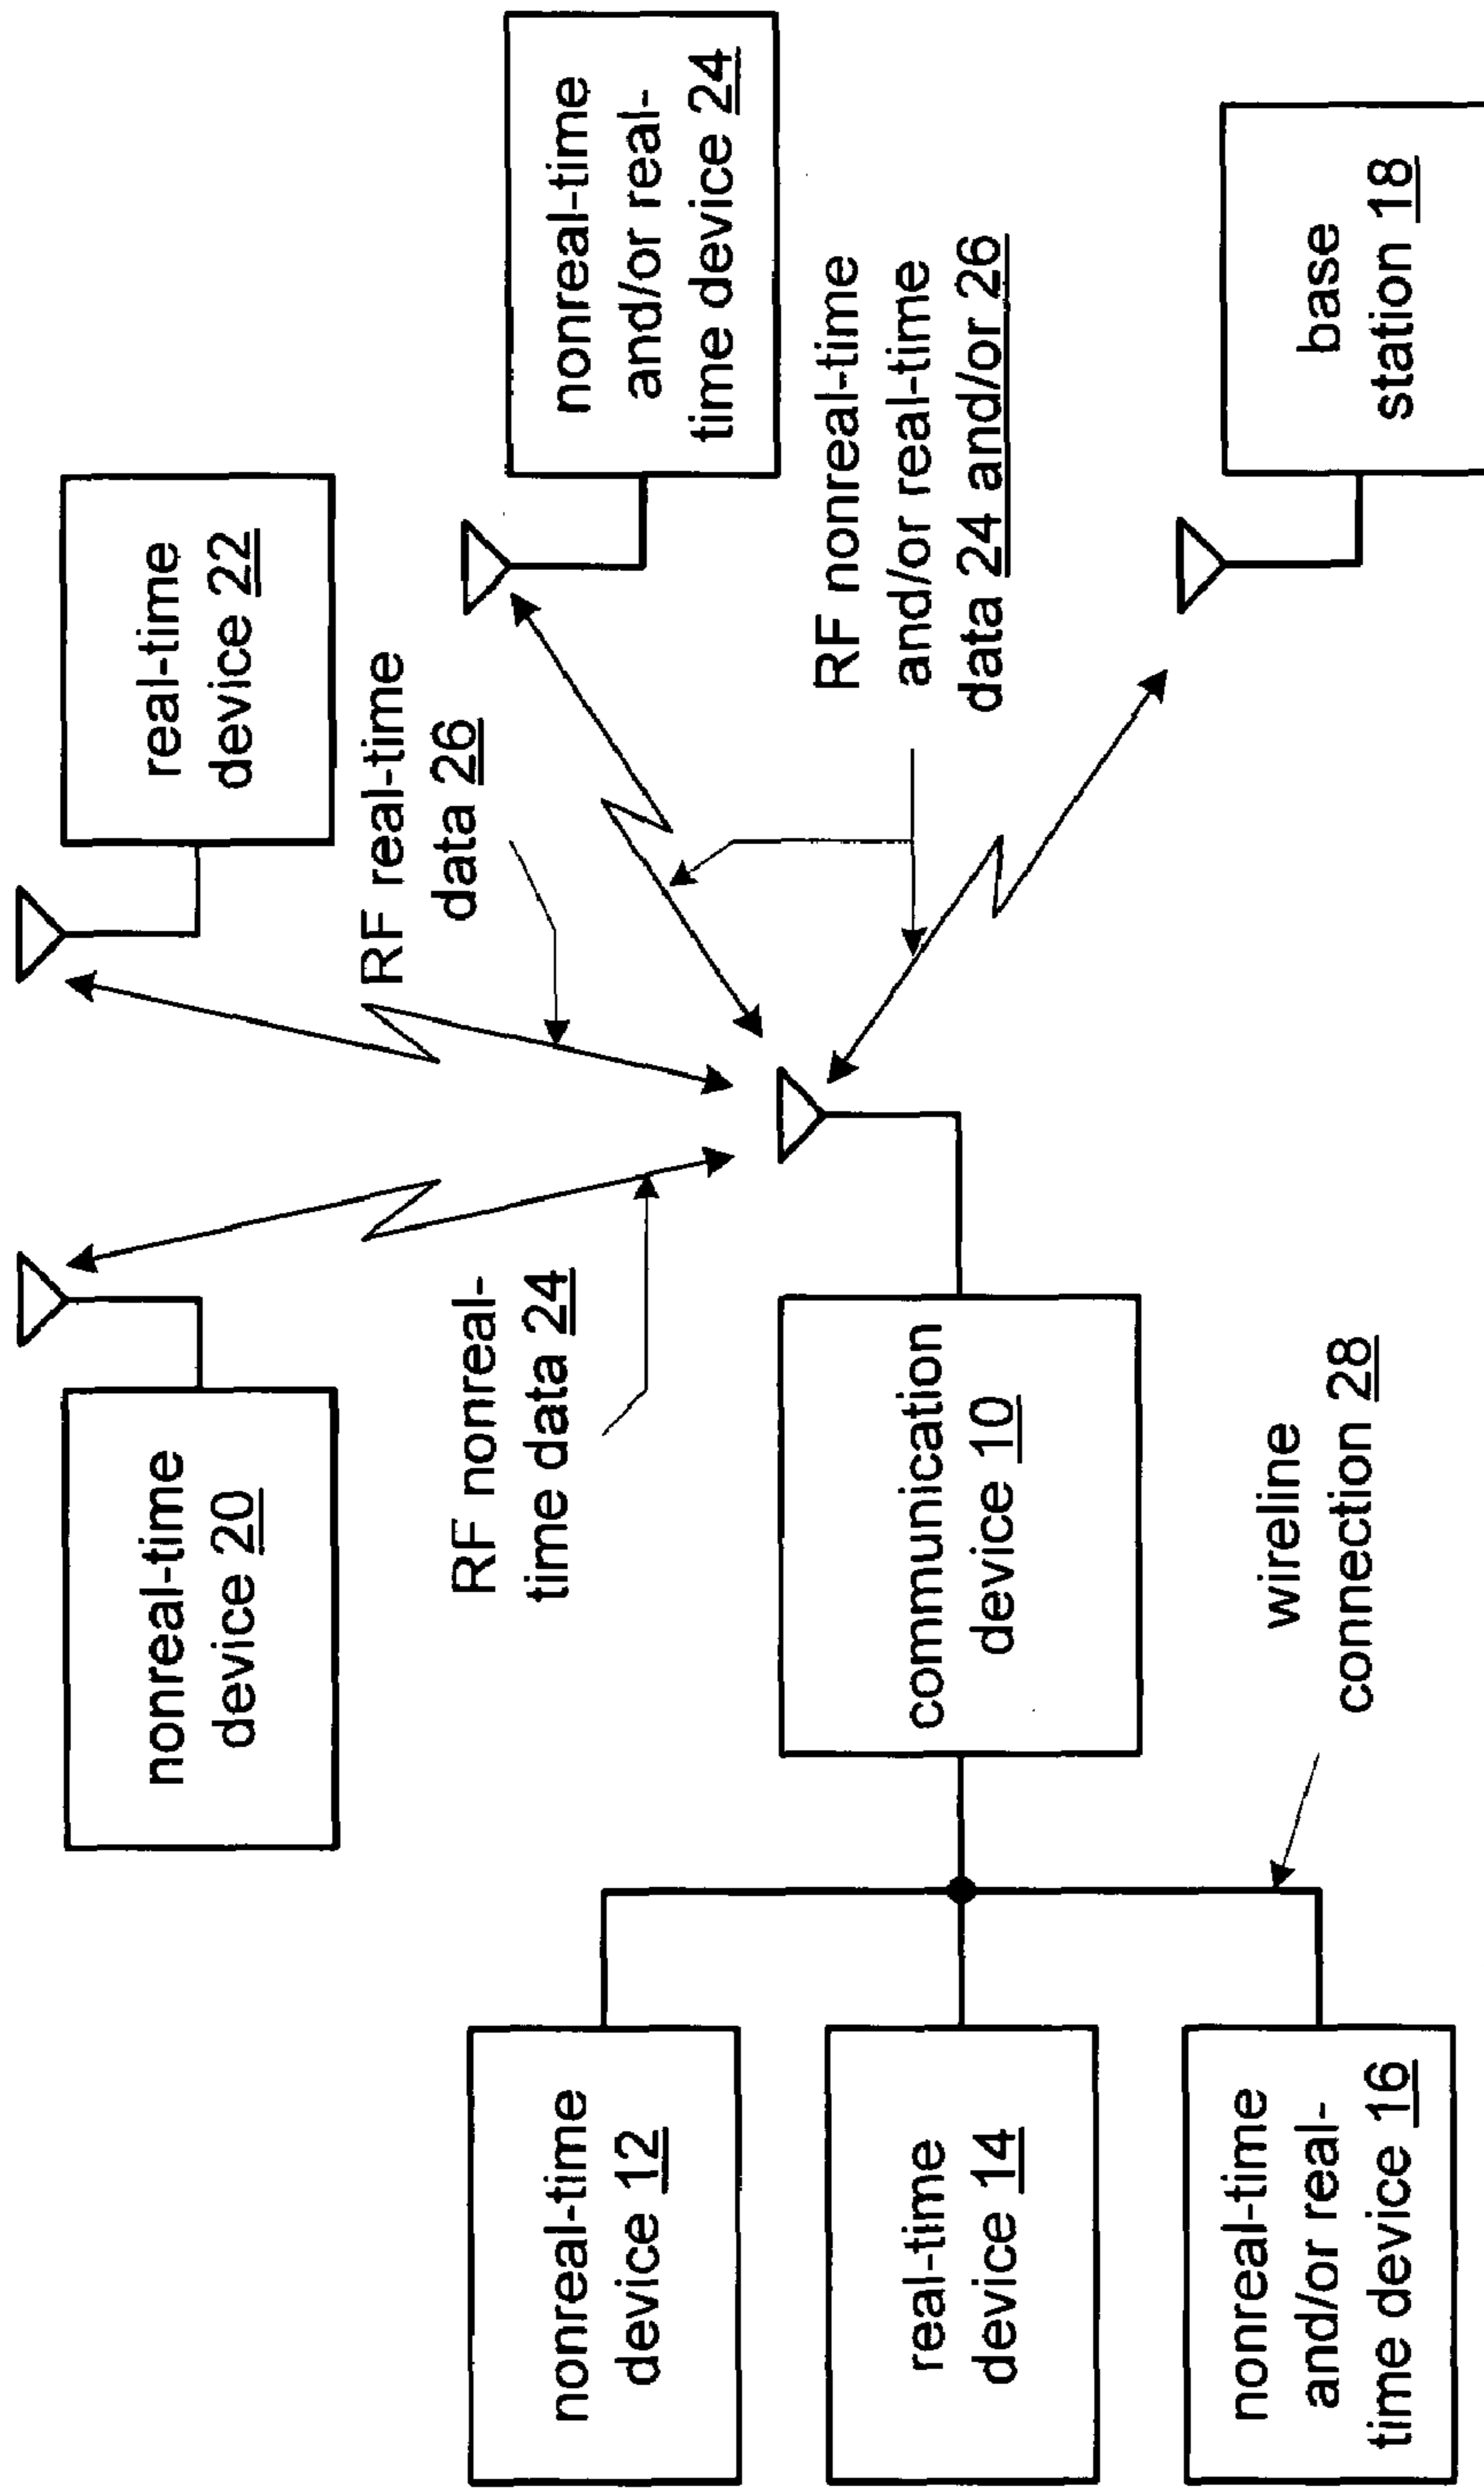 nonreal-time
device 20
real-time
device 22
RF real-time
data 26
RF nonreal-
time data 24
nonreal-time
and/or real-
time device 24
nonreal-time
device 12
real-time
device 14
nonreal-time
and/or real-
time device 16
communication
device 10
RF nonreal-time
and/or real-time
data 24 and/or 26
wireline
connection 28
base
station 18